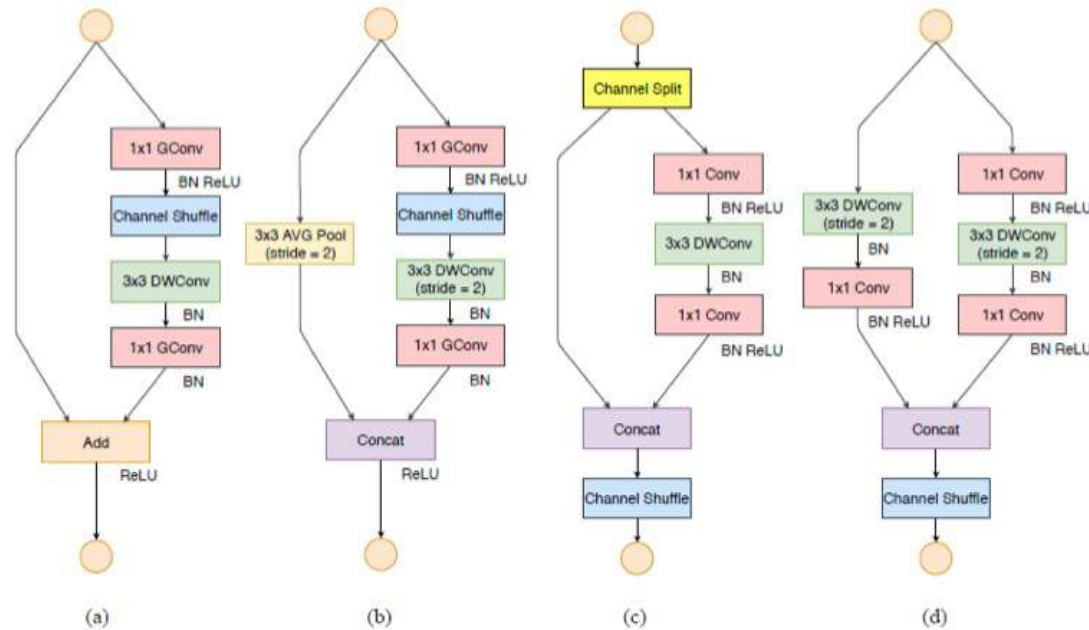 1x1 GConv
BN ReLU
Channel Shuffle
3x3 DWConv
BN
1x1 GConv
BN
Add
ReLU
(a)
1x1 GConv
BN ReLU
3x3 AVG Pool
(stride = 2)
Channel Shuffle
3x3 DWConv
(stride = 2)
BN
1x1 GConv
BN
Concat
ReLU
(b)
Channel Split
1x1 Conv
BN ReLU
3x3 DWConv
BN
1x1 Conv
BN ReLU
Concat
Channel Shuffle
(c)
3x3 DWConv
(stride = 2)
BN
1x1 Conv
BN ReLU
1x1 Conv
BN ReLU
3x3 DWConv
(stride = 2)
BN
1x1 Conv
BN ReLU
Concat
Channel Shuffle
(d)